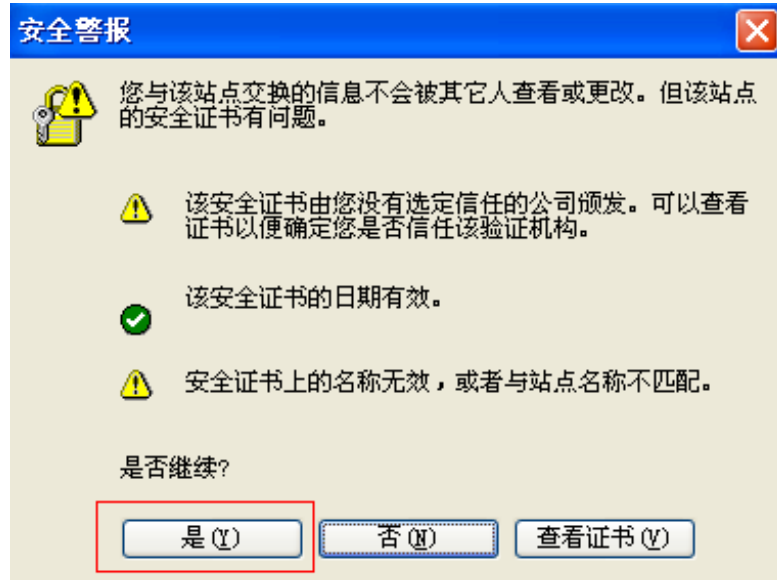 安全警报
您与该站点交换的信息不会被其它人查看或更改。但该站点
的安全证书有问题。
该安全证书由您没有选定信任的公司颁发。可以查看
证书以便确定您是否信任该验证机构。
该安全证书的日期有效。
安全证书上的名称无效，或者与站点名称不匹配。
是否继续?
是(Y) 否(N) 查看证书(V)